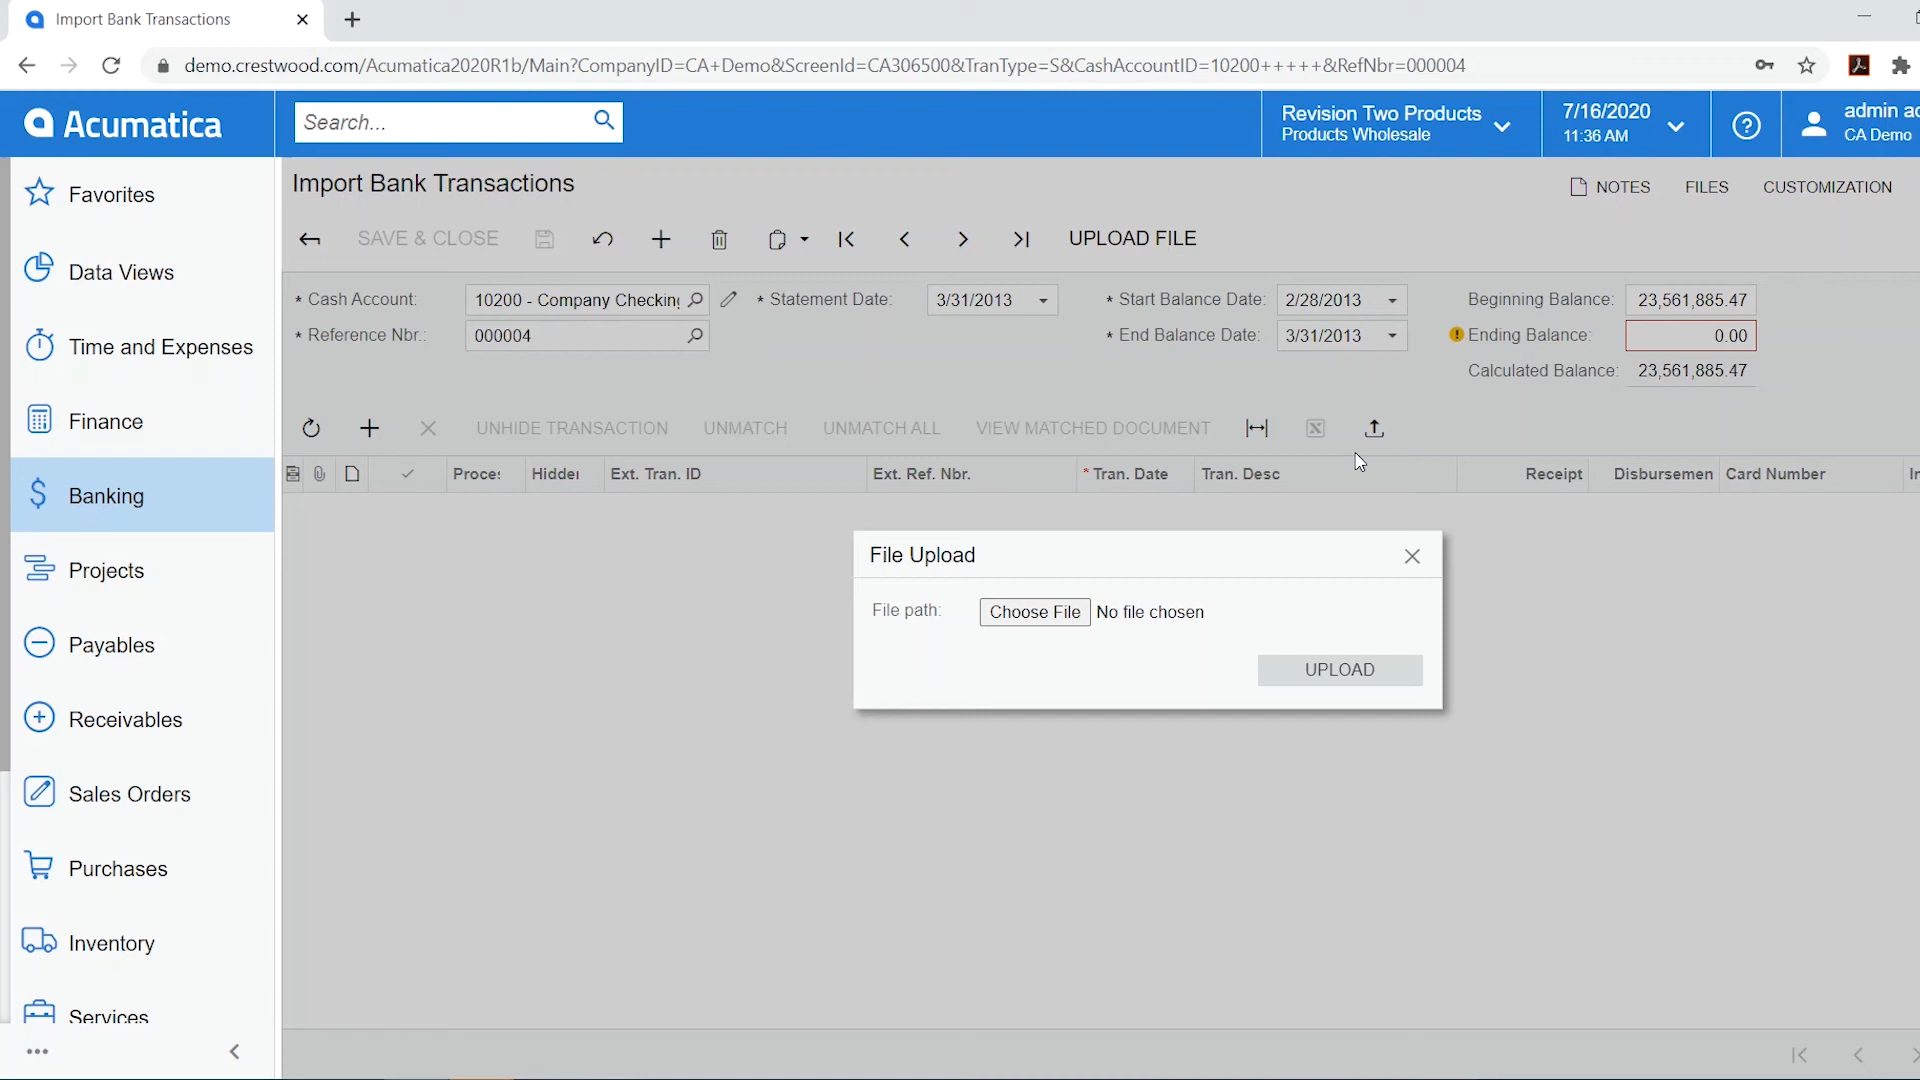 Import Bank Transactions
demo.crestwood.com/Acumatica2020R1b/Main?CompanyID=CA+Demo&ScreenId=CA306500&TranType=S&CashAccountID=10200+++++&RefNbr=000004
Acumatica
Search...
Revision Two Products
Products Wholesale
7/16/2020
11:36 AM
admin
CA Demo
Favorites
Data Views
Time and Expenses
Finance
Banking
Projects
Payables
Receivables
Sales Orders
Purchases
Inventory
Services
Import Bank Transactions
NOTES FILES CUSTOMIZATION
SAVE & CLOSE UPLOAD FILE
* Cash Account: 10200 - Company Checkin * Statement Date: 3/31/2013 * Start Balance Date: 2/28/2013 Beginning Balance: 23,561,885.47
* Reference Nbr.: 000004 * End Balance Date: 3/31/2013 Ending Balance: 0.00
Calculated Balance: 23,561,885.47
UNHIDE TRANSACTION UNMATCH UNMATCH ALL VIEW MATCHED DOCUMENT
Proces Hidden Ext. Tran. ID Ext. Ref. Nbr. * Tran. Date Tran. Desc Receipt Disbursemen Card Number
File Upload
File path: Choose File No file chosen
UPLOAD